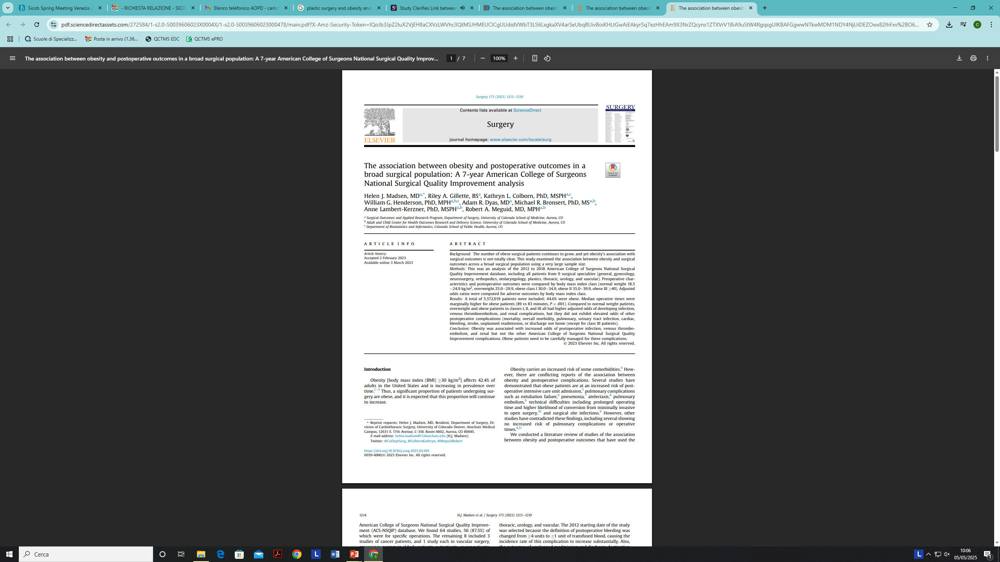 Sicob Spring Meeting Venezia 2
- RICHIESTA RELAZIONE - SICO
Elenco telefonico AOPD - carlot
plastic surgery and obesity and
Study Clarifies Link between
The association between obesit
The association between obesit
The association between obesit
Scuole di Specializz...
Posta in arrivo (1.36...
QCTMS EDC
QCTMS ePRO
The association between obesity and postoperative outcomes in a broad surgical population: A 7-year American College of Surgeons National Surgical Quality Improv...
1 / 7
100%
Surgery 173 (2023) 1213–1219
Contents lists available at ScienceDirect
Surgery
journal homepage: www.elsevier.com/locate/surg
ELSEVIER
SURGERY
The association between obesity and postoperative outcomes in a
broad surgical population: A 7-year American College of Surgeons
National Surgical Quality Improvement analysis
Check for
updates
Helen J. Madsen, MDa,*, Riley A. Gillette, BSa, Kathryn L. Colborn, PhD, MSPHa,c,
William G. Henderson, PhD, MPHa,b,c, Adam R. Dyas, MDa, Michael R. Bronsert, PhD, MSa,b,
Anne Lambert-Kerzner, PhD, MSPHa,b, Robert A. Meguid, MD, MPHa,b
a Surgical Outcomes and Applied Research Program, Department of Surgery, University of Colorado School of Medicine, Aurora, CO
b Adult and Child Center for Health Outcomes Research and Delivery Science, University of Colorado School of Medicine, Aurora, CO
c Department of Biostatistics and Informatics, Colorado School of Public Health, Aurora, CO
ARTICLE INFO
Article history:
Accepted 2 February 2023
Available online 3 March 2023
ABSTRACT
Background: The number of obese surgical patients continues to grow, and yet obesity's association with
surgical outcomes is not totally clear. This study examined the association between obesity and surgical
outcomes across a broad surgical population using a very large sample size.
Methods: This was an analysis of the 2012 to 2018 American College of Surgeons National Surgical
Quality Improvement database, including all patients from 9 surgical specialties (general, gynecology,
neurosurgery, orthopedics, otolaryngology, plastics, thoracic, urology, and vascular). Preoperative char-
acteristics and postoperative outcomes were compared by body mass index class (normal weight 18.5
–24.9 kg/m2, overweight 25.0–29.9, obese class I 30.0–34.9, obese II 35.0–39.9, obese III ≥40). Adjusted
odds ratios were computed for adverse outcomes by body mass index class.
Results: A total of 5,572,019 patients were included; 44.6% were obese. Median operative times were
marginally higher for obese patients (89 vs 83 minutes, P < .001). Compared to normal weight patients,
overweight and obese patients in classes I, II, and III all had higher adjusted odds of developing infection,
venous thromboembolism, and renal complications, but they did not exhibit elevated odds of other
postoperative complications (mortality, overall morbidity, pulmonary, urinary tract infection, cardiac,
bleeding, stroke, unplanned readmission, or discharge not home (except for class III patients).
Conclusion: Obesity was associated with increased odds of postoperative infection, venous thrombo-
embolism, and renal but not the other American College of Surgeons National Surgical Quality
Improvement complications. Obese patients need to be carefully managed for these complications.
© 2023 Elsevier Inc. All rights reserved.
Introduction
Obesity [body mass index (BMI) ≥30 kg/m2] affects 42.4% of
adults in the United States and is increasing in prevalence over
time.1–3 Thus, a significant proportion of patients undergoing sur-
gery are obese, and it is expected that this proportion will continue
to increase.
* Reprint requests: Helen J. Madsen, MD, Resident, Department of Surgery, Di-
vision of Cardiothoracic Surgery, University of Colorado Denver, Anschutz Medical
Campus, 12631 E. 17th Avenue, C-310, Room 6602, Aurora, CO 80045.
E-mail address: helen.madsen@CUAnschutz.edu (H.J. Madsen);
Twitter: @CuDeptSurg, @ColbornKathryn, @MeguidRobert
https://doi.org/10.1016/j.surg.2023.02.001
0039-6060/© 2023 Elsevier Inc. All rights reserved.
Obesity carries an increased risk of some comorbidities.4 How-
ever, there are conflicting reports of the association between
obesity and postoperative complications. Several studies have
demonstrated that obese patients are at an increased risk of post-
operative intensive care unit admission,5 pulmonary complications
such as extubation failure,6 pneumonia,7 atelectasis,8 pulmonary
embolism,9 technical difficulties including prolonged operating
time and higher likelihood of conversion from minimally invasive
to open surgery,10 and surgical site infections.9 However, other
studies have contradicted these findings, including several showing
no increased risk of pulmonary complications or operative
times.9,11
We conducted a literature review of studies of the association
between obesity and postoperative outcomes that have used the
1214
H.J. Madsen et al. / Surgery 173 (2023) 1213–1219
American College of Surgeons National Surgical Quality Improve-
ment (ACS-NSQIP) database. We found 64 studies, 56 (87.5%) of
which were for specific operations. The remaining 8 included 3
studies of cancer patients, and 1 study each in vascular surgery,
thoracic, urology, and vascular. The 2012 starting date of the study
was selected because the definition of postoperative bleeding was
changed from ≥4 units to ≥1 unit of transfused blood, causing the
incidence rate of this complication to increase substantially. Also,
Cerca
10:06
05/05/2025